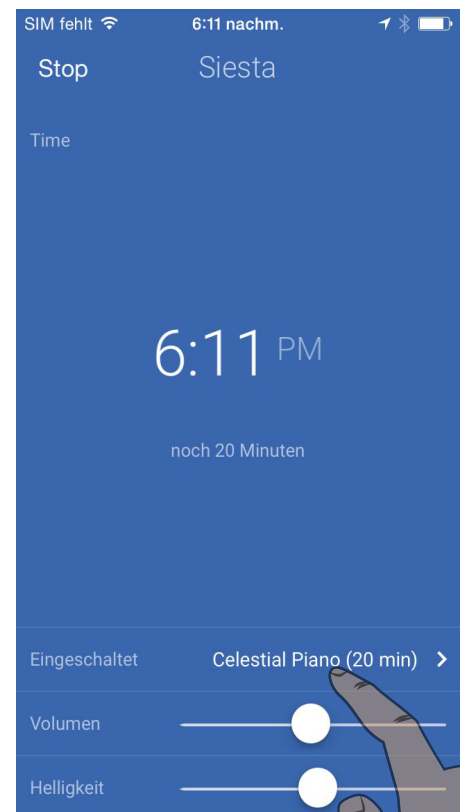 SIM fehlt 6:11 nachm.
Stop Siesta
Time
6:11 PM
noch 20 Minuten
Eingeschaltet Celestial Piano (20 min)
Volumen
Helligkeit